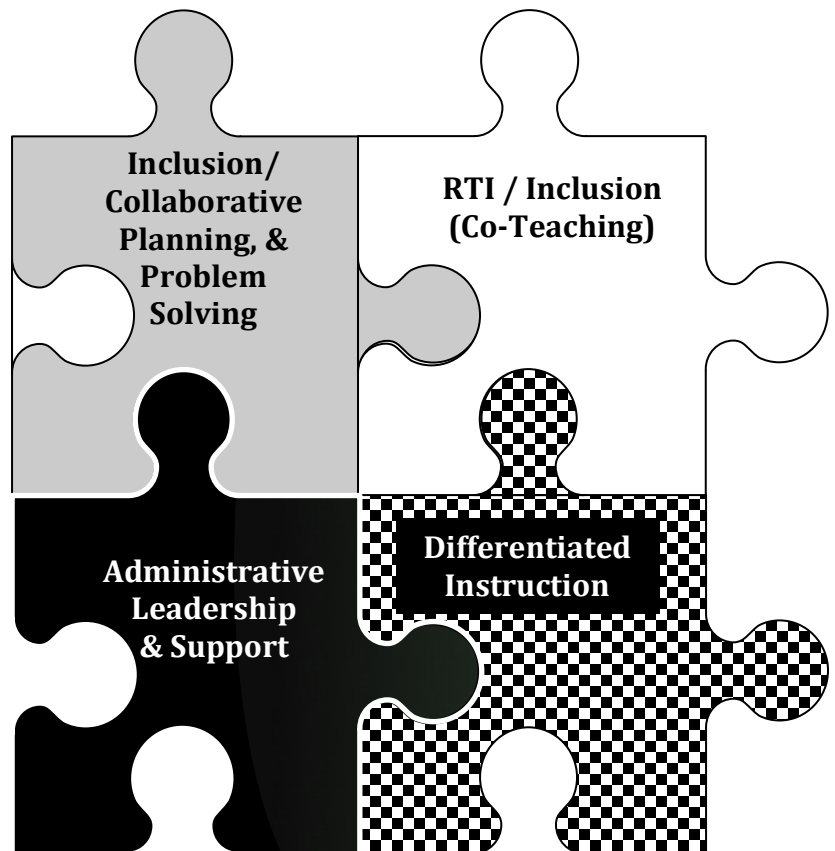 Inclusion/
Collaborative
Planning, &
Problem
Solving
RTI / Inclusion
(Co-Teaching)
Administrative
Leadership
& Support
Differentiated
Instruction